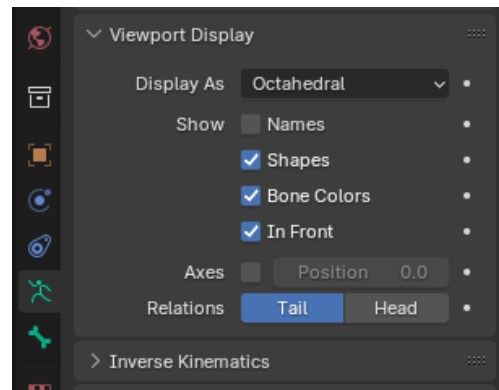 Viewport Display
Display As Octahedral
Show Names
Shapes
Bone Colors
In Front
Axes Position 0.0
Relations Tail Head
Inverse Kinematics